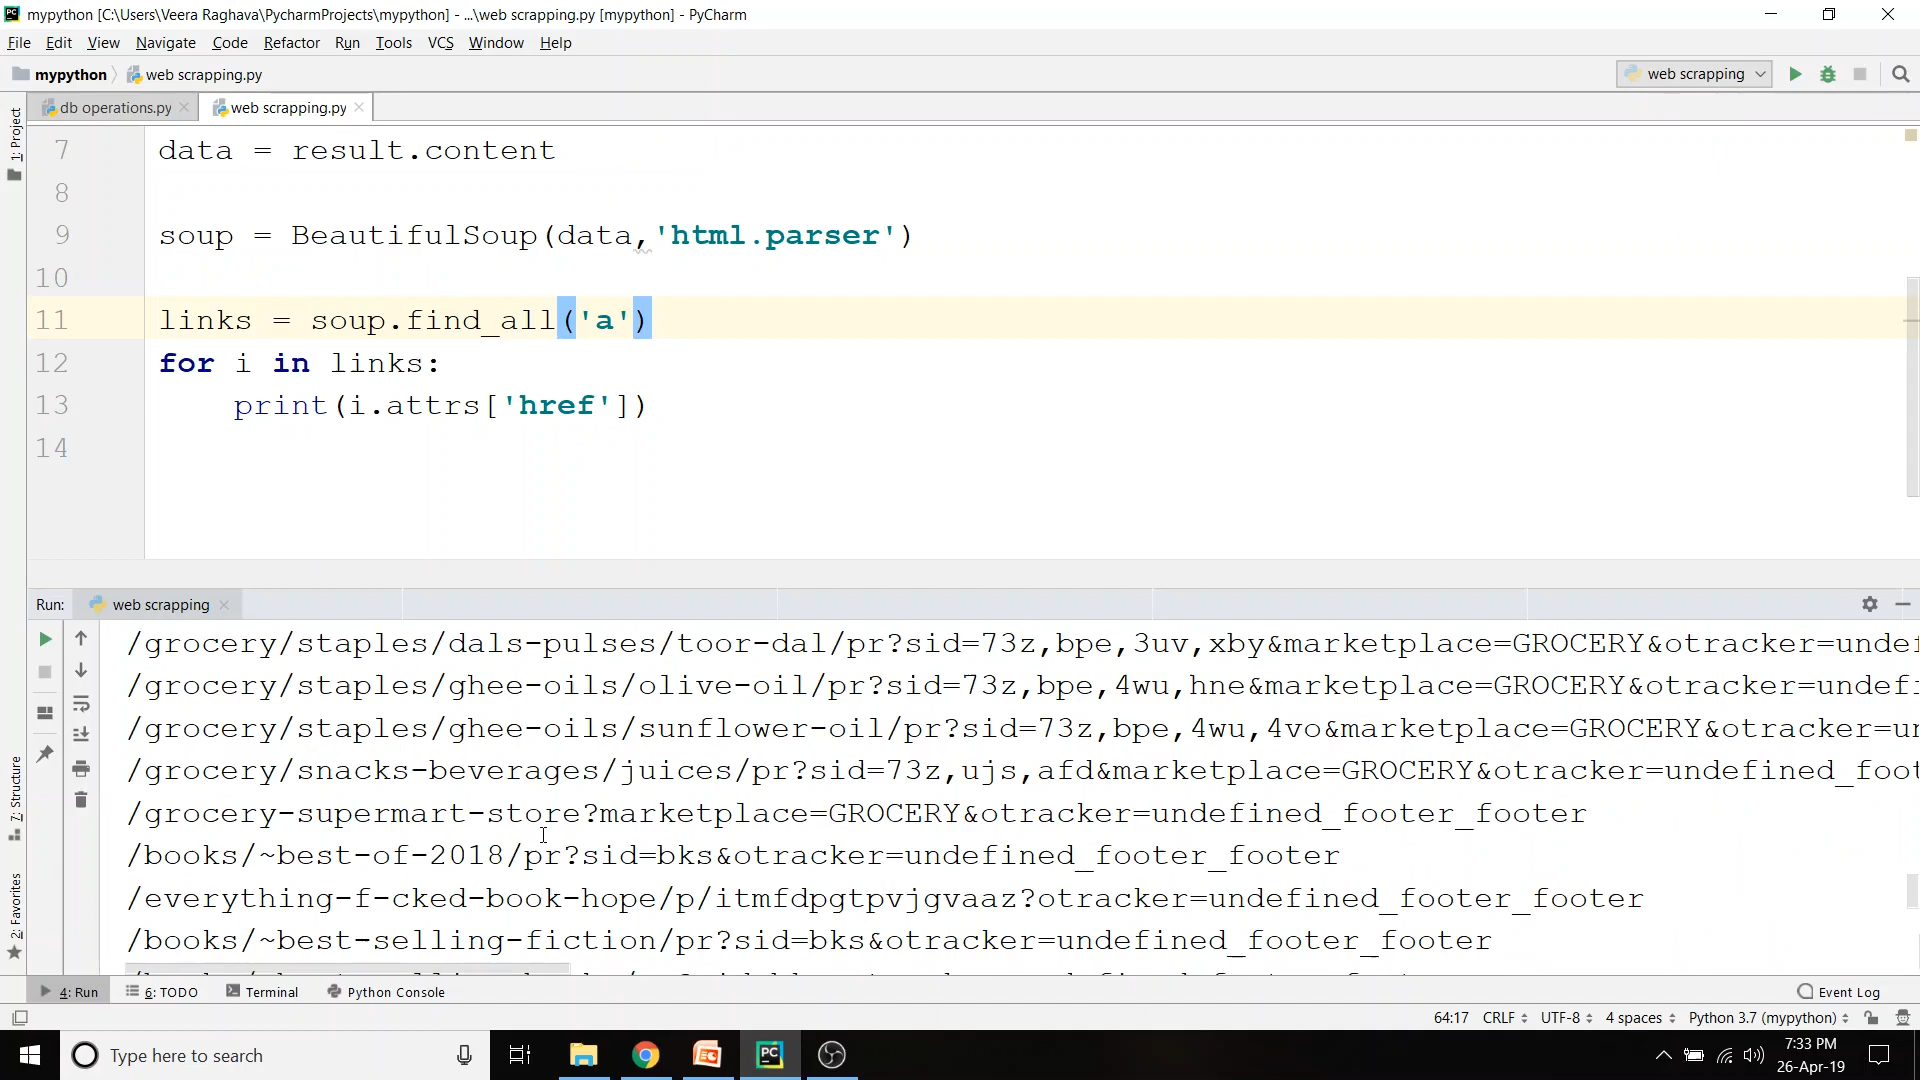 mypython [C:\Users\Veera Raghava\PycharmProjects\mypython] - ...\web scrapping.py [mypython] - PyCharm
File Edit View Navigate Code Refactor Run Tools VCS Window Help
mypython web scrapping.py web scrapping
db operations.py web scrapping.py
1: Project
7 data = result.content
8
9 soup = BeautifulSoup(data,'html.parser')
10
11 links = soup.find_all('a')
12 for i in links:
13 print(i.attrs['href'])
14
Run: web scrapping
/grocery/staples/dals-pulses/toor-dal/pr?sid=73z,bpe,3uv,xby&marketplace=GROCERY&otracker=undef
/grocery/staples/ghee-oils/olive-oil/pr?sid=73z,bpe,4wu,hne&marketplace=GROCERY&otracker=undefi
/grocery/staples/ghee-oils/sunflower-oil/pr?sid=73z,bpe,4wu,4vo&marketplace=GROCERY&otracker=un
/grocery/snacks-beverages/juices/pr?sid=73z,ujs,afd&marketplace=GROCERY&otracker=undefined_foot
/grocery-supermart-store?marketplace=GROCERY&otracker=undefined_footer_footer
/books/~best-of-2018/pr?sid=bks&otracker=undefined_footer_footer
/everything-f-cked-book-hope/p/itmfdpgtpvjgvaaz?otracker=undefined_footer_footer
/books/~best-selling-fiction/pr?sid=bks&otracker=undefined_footer_footer
7: Structure
2: Favorites
4: Run 6: TODO Terminal Python Console Event Log
64:17 CRLF UTF-8 4 spaces Python 3.7 (mypython)
Type here to search
7:33 PM
26-Apr-19